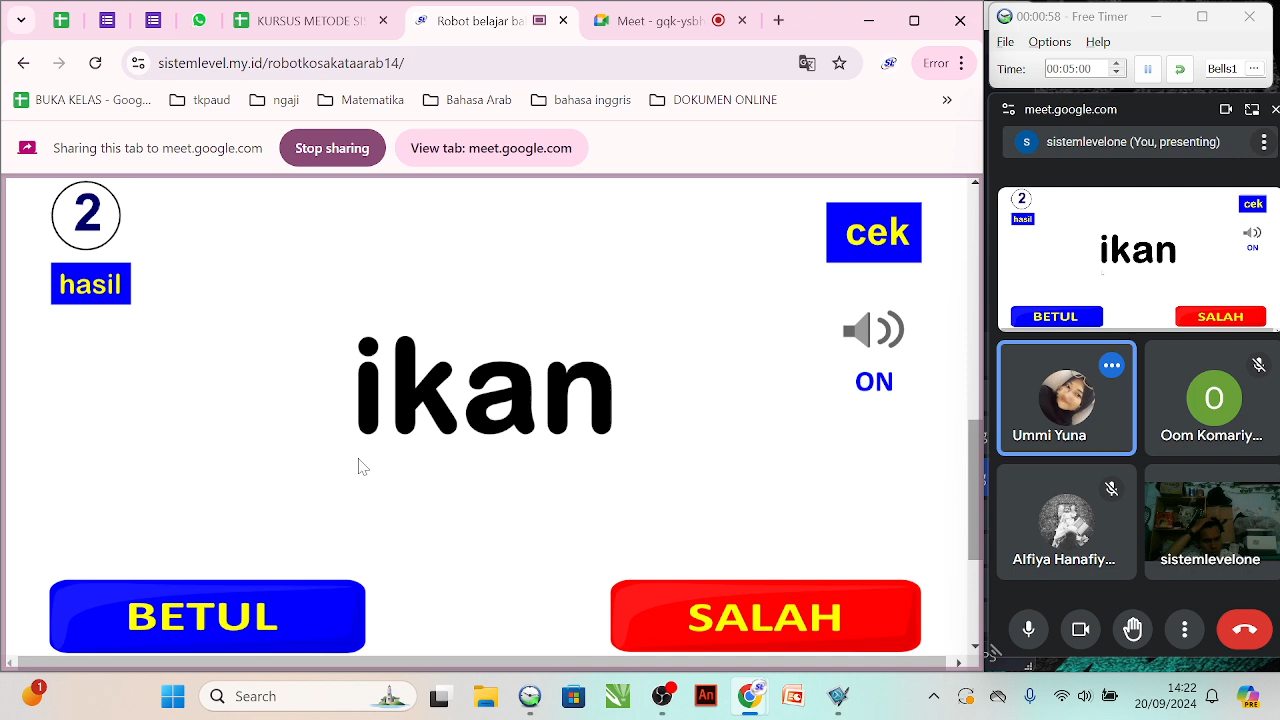 KURSUS METODE SI
Robot belajar ba
Meet - gqk-ysbh
sistemlevel.my.id/robotkosakataarab14/
Error
BUKA KELAS - Goog...
tkpaud
ngaji
Matematika
bahasa inggris
DOKUMEN ONLINE
Sharing this tab to meet.google.com
Stop sharing
View tab: meet.google.com
2
hasil
cek
ON
ikan
BETUL
SALAH
00:00:58 - Free Timer
File Options Help
Time: 00:05:00 Bells1 ...
meet.google.com
s
sistemlevelone (You, presenting)
2
hasil
cek
ON
ikan
BETUL
SALAH
Ummi Yuna
O
Oom Komariy...
Alfiya Hanafiy...
sistemlevelone
1
Search
An
14:22
20/09/2024
PRE